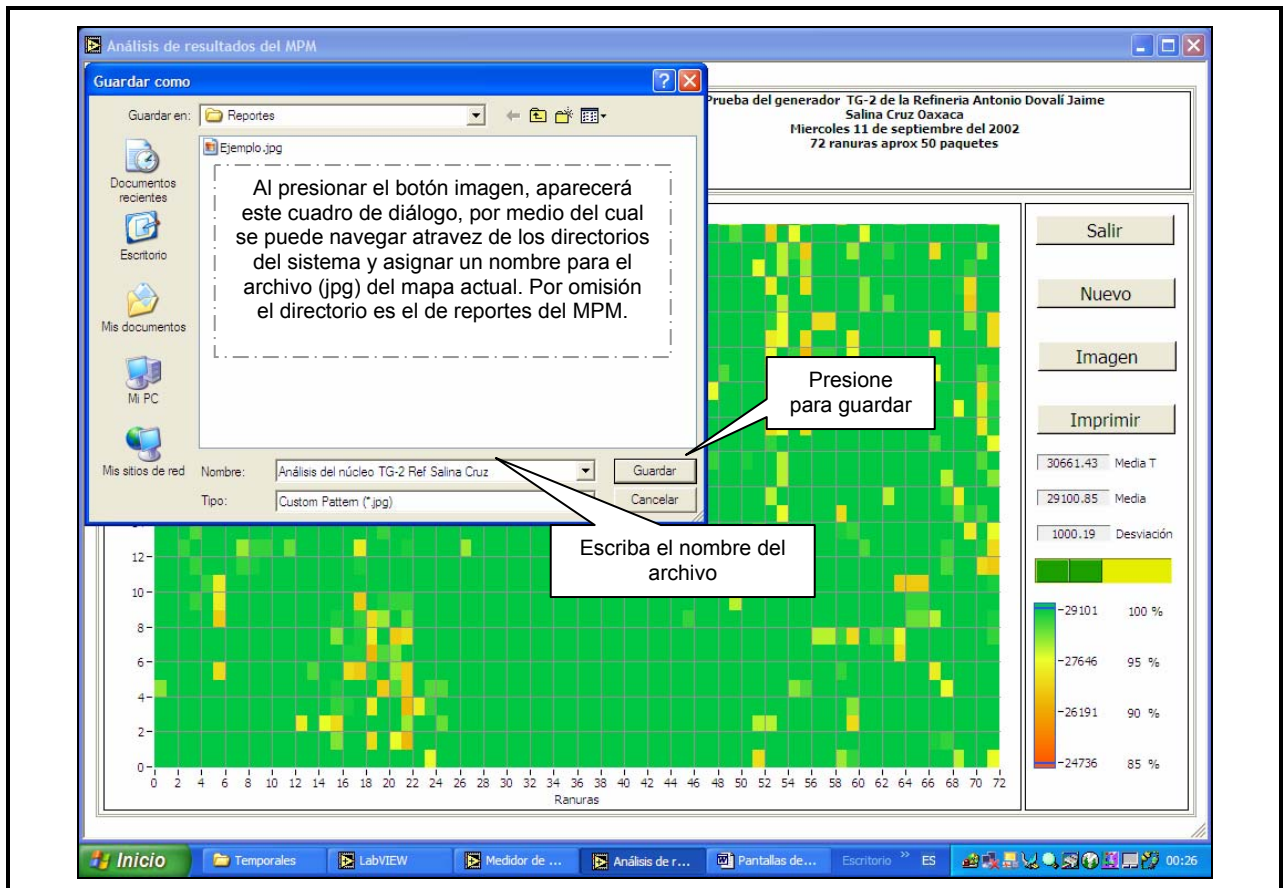 Análisis de resultados del MPM
Guardar como
Guardar en:
Reportes
Ejemplo.jpg
Documentos
recientes
Escritorio
Mis documentos
Mi PC
Mis sitios de red
Al presionar el botón imagen, aparecerá
este cuadro de diálogo, por medio del cual
se puede navegar atravez de los directorios
del sistema y asignar un nombre para el
archivo (jpg) del mapa actual. Por omisión
el directorio es el de reportes del MPM.
Nombre:
Análisis del núcleo TG-2 Ref Salina Cruz
Guardar
Tipo:
Custom Pattern (*.jpg)
Cancelar
Prueba del generador TG-2 de la Refineria Antonio Dovalí Jaime
Salina Cruz Oaxaca
Miercoles 11 de septiembre del 2002
72 ranuras aprox 50 paquetes
Presione
para guardar
Escriba el nombre del
archivo
Salir
Nuevo
Imagen
Imprimir
30661.43 Media T
29100.85 Media
1000.19 Desviación
29101 100 %
27646 95 %
26191 90 %
24736 85 %
12
10
8
6
4
2
0
0 2 4 6 8 10 12 14 16 18 20 22 24 26 28 30 32 34 36 38 40 42 44 46 48 50 52 54 56 58 60 62 64 66 68 70 72
Ranuras
Inicio
Temporales
LabVIEW
Medidor de ...
Análisis de r...
Pantallas de...
Escritorio
ES
00:26